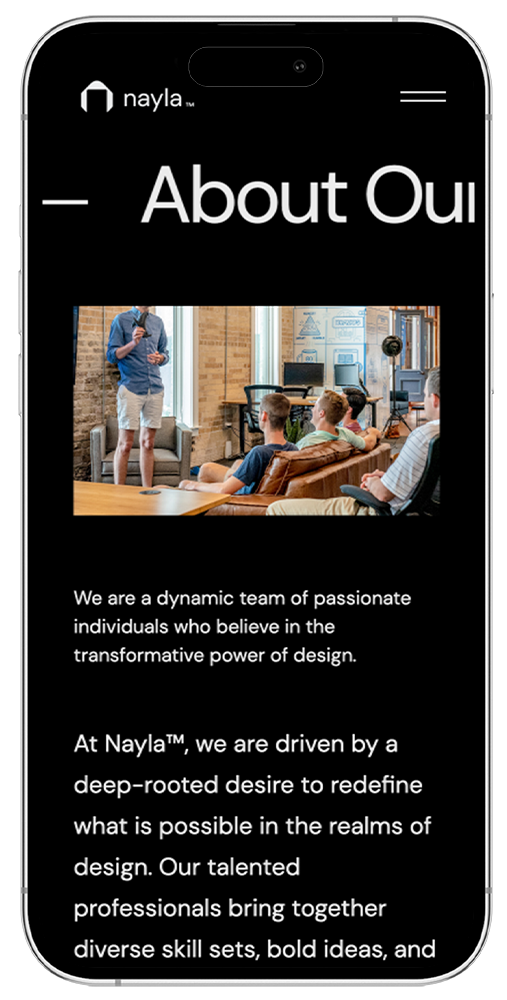 nayla™
— About Our
We are a dynamic team of passionate
individuals who believe in the
transformative power of design.
At Nayla™, we are driven by a
deep-rooted desire to redefine
what is possible in the realms of
design. Our talented
professionals bring together
diverse skill sets, bold ideas, and